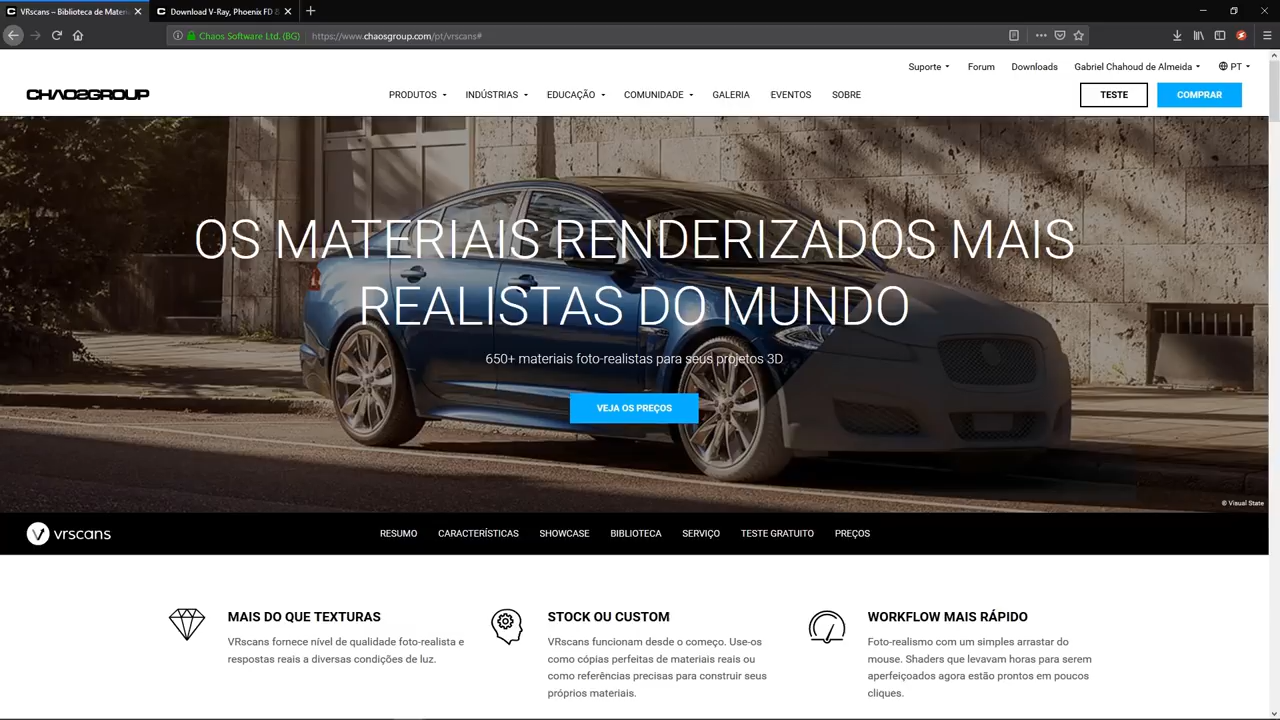 VRscans – Biblioteca de Mater
Download V-Ray, Phoenix FD &
Chaos Software Ltd. (BG)
https://www.chaosgroup.com/pt/vrscans#
Suporte
Forum
Downloads
Gabriel Chahoud de Almeida
PT
CHAOSGROUP
PRODUTOS
INDÚSTRIAS
EDUCAÇÃO
COMUNIDADE
GALERIA
EVENTOS
SOBRE
TESTE
COMPRAR
OS MATERIAIS RENDERIZADOS MAIS
REALISTAS DO MUNDO
650+ materiais foto-realistas para seus projetos 3D
VEJA OS PREÇOS
© Visual State
vrscans
RESUMO
CARACTERÍSTICAS
SHOWCASE
BIBLIOTECA
SERVIÇO
TESTE GRATUITO
PREÇOS
MAIS DO QUE TEXTURAS
VRscans fornece nível de qualidade foto-realista e
respostas reais a diversas condições de luz.
STOCK OU CUSTOM
VRscans funcionam desde o começo. Use-os
como cópias perfeitas de materiais reais ou
como referências precisas para construir seus
próprios materiais.
WORKFLOW MAIS RÁPIDO
Foto-realismo com um simples arrastar do
mouse. Shaders que levavam horas para serem
aperfeiçoados agora estão prontos em poucos
cliques.